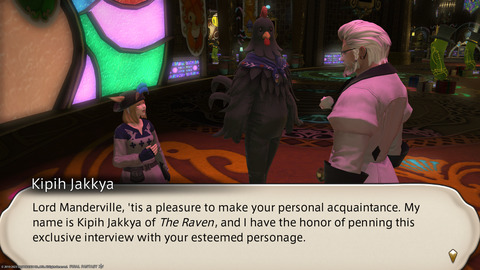 Kipih Jakkya
Lord Manderville, 'tis a pleasure to make your personal acquaintance. My
name is Kipih Jakkya of The Raven, and I have the honor of penning this
exclusive interview with your esteemed personage.